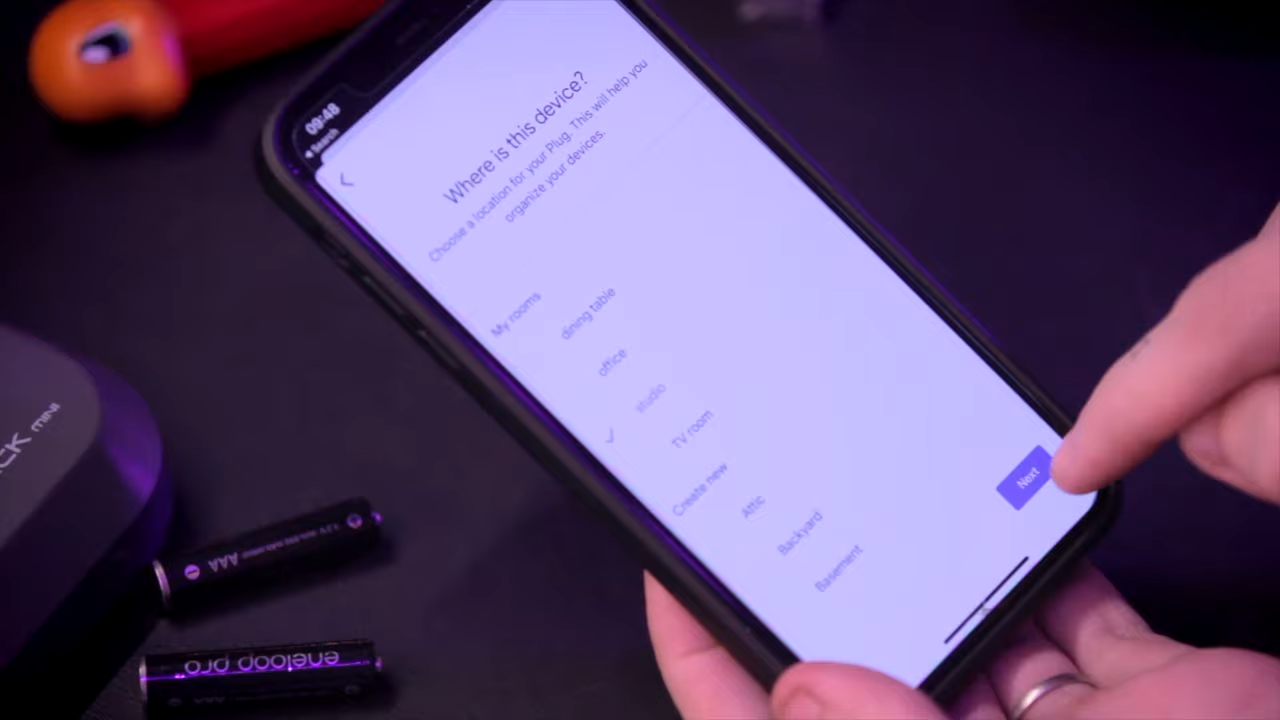 09:48
◀ Search
Where is this device?
Choose a location for your Plug. This will help you
organize your devices.
My rooms
dining table
office
studio
TV room
Create new
Attic
Backyard
Basement
Next
CK mini
AAA
eneloop pro